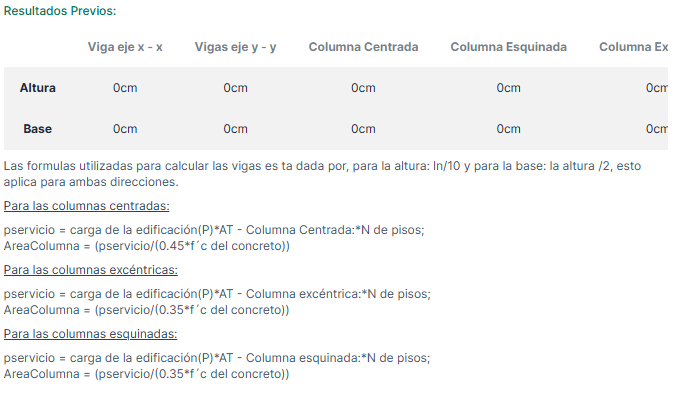 Resultados Previos:
Viga eje x - x Vigas eje y - y Columna Centrada Columna Esquinada Columna Ex
Altura 0cm 0cm 0cm 0cm 0cm
Base 0cm 0cm 0cm 0cm 0cm
Las formulas utilizadas para calcular las vigas es ta dada por, para la altura: ln/10 y para la base: la altura /2, esto
aplica para ambas direcciones.
Para las columnas centradas:
pservicio = carga de la edificación(P)*AT - Columna Centrada:*N de pisos;
AreaColumna = (pservicio/(0.45*f´c del concreto))
Para las columnas excéntricas:
pservicio = carga de la edificación(P)*AT - Columna excéntrica:*N de pisos;
AreaColumna = (pservicio/(0.35*f´c del concreto))
Para las columnas esquinadas:
pservicio = carga de la edificación(P)*AT - Columna esquinada:*N de pisos;
AreaColumna = (pservicio/(0.35*f´c del concreto))